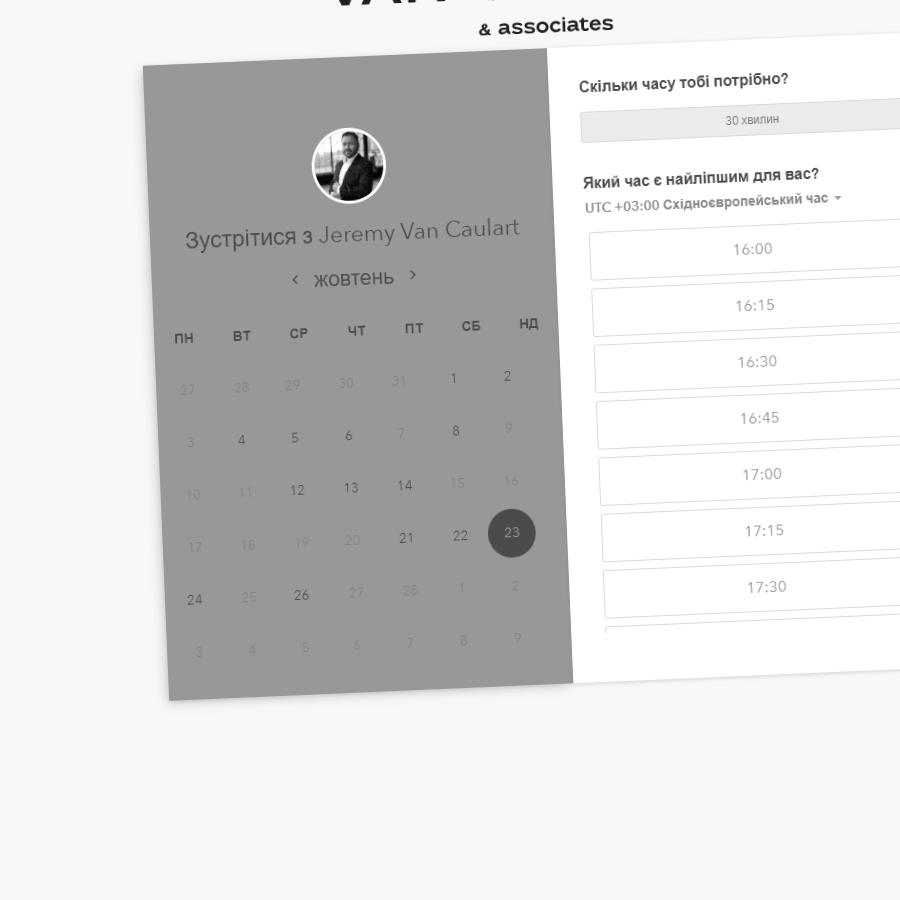 & associates
Зустрітися з Jeremy Van Caulart
жовтень
ПН ВТ СР ЧТ ПТ СБ НД
27 28 29 30 31 1 2
3 4 5 6 7 8 9
10 11 12 13 14 15 16
17 18 19 20 21 22 23
24 25 26 27 28 1 2
3 4 5 6 7 8 9
Скільки часу тобі потрібно?
30 хвилин
Який час є найліпшим для вас?
UTC +03:00 Східноєвропейський час
16:00
16:15
16:30
16:45
17:00
17:15
17:30